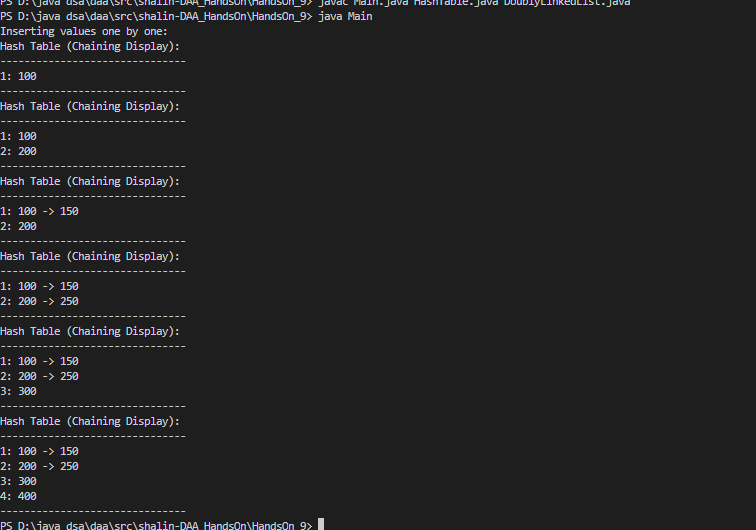 PS D:\java dsa\daa\src\shalin-DAA_HandsOn\HandsOn_9> javac Main.java HashTable.java DoublyLinkedList.java
PS D:\java dsa\daa\src\shalin-DAA_HandsOn\HandsOn_9> java Main
Inserting values one by one:
Hash Table (Chaining Display):
-------------------------------
1: 100
-------------------------------
Hash Table (Chaining Display):
-------------------------------
1: 100
2: 200
-------------------------------
Hash Table (Chaining Display):
-------------------------------
1: 100 -> 150
2: 200
-------------------------------
Hash Table (Chaining Display):
-------------------------------
1: 100 -> 150
2: 200 -> 250
-------------------------------
Hash Table (Chaining Display):
-------------------------------
1: 100 -> 150
2: 200 -> 250
3: 300
-------------------------------
Hash Table (Chaining Display):
-------------------------------
1: 100 -> 150
2: 200 -> 250
3: 300
4: 400
-------------------------------
PS D:\java dsa\daa\src\shalin-DAA_HandsOn\HandsOn_9>